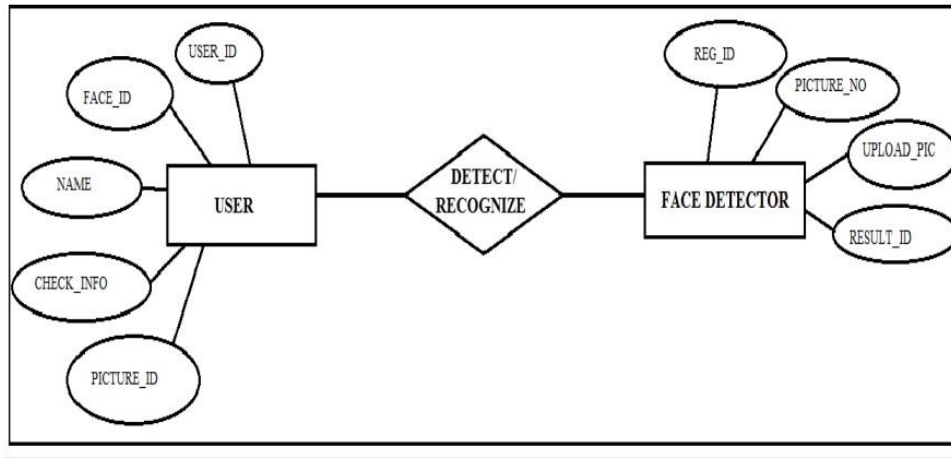 USER_ID
FACE_ID
NAME
CHECK_INFO
PICTURE_ID
USER
DETECT/
RECOGNIZE
REG_ID
PICTURE_NO
UPLOAD_PIC
RESULT_ID
FACE DETECTOR